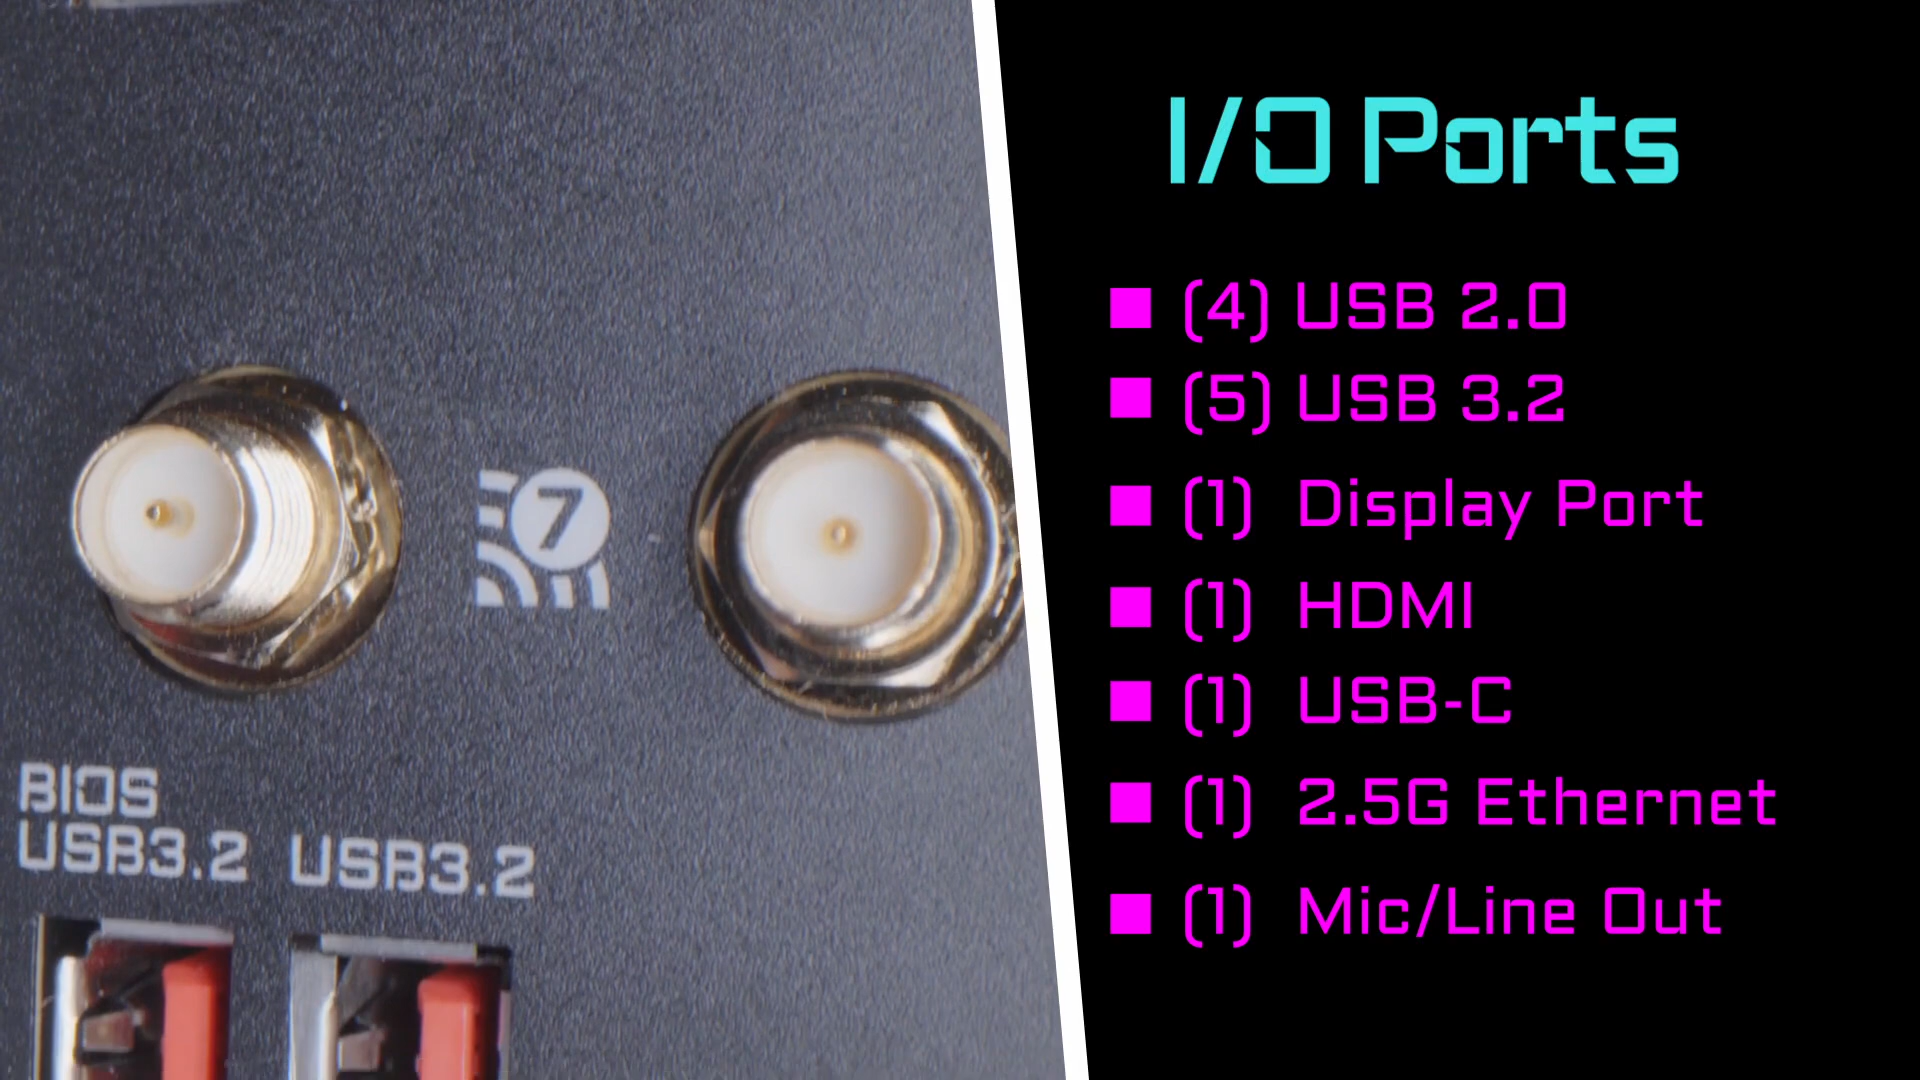 7
BIOS
USB3.2 USB3.2
I/O Ports
(4) USB 2.0
(5) USB 3.2
(1) Display Port
(1) HDMI
(1) USB-C
(1) 2.5G Ethernet
(1) Mic/Line Out